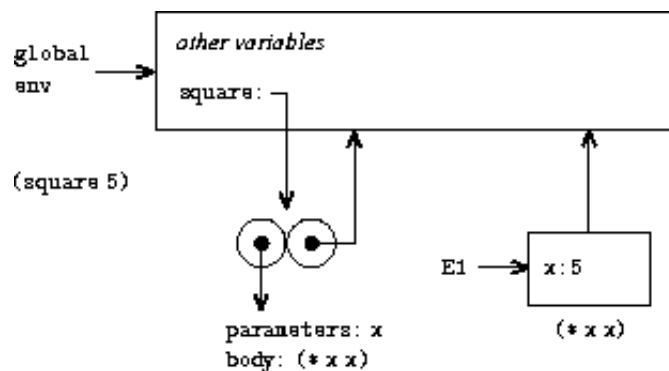 other variables
global
env
square:
(square 5)
E1
x:5
parameters: x
body: (* x x)
(* x x)